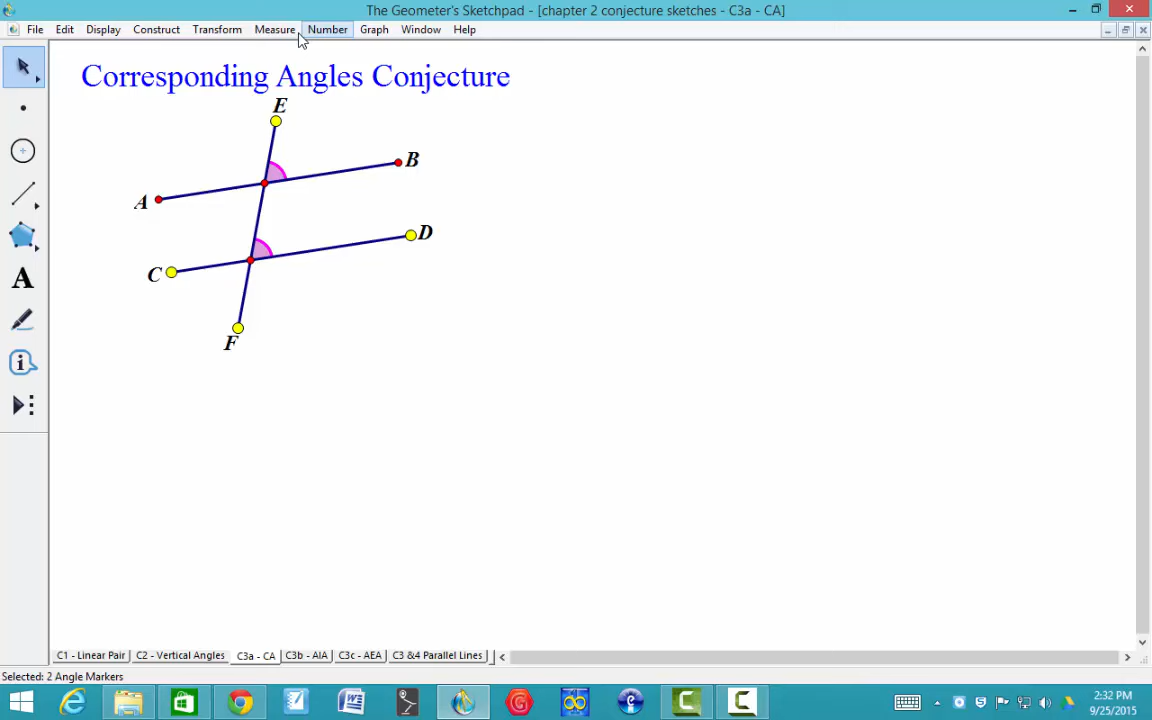 The Geometer's Sketchpad - [chapter 2 conjecture sketches - C3a - CA]
File Edit Display Construct Transform Measure Number Graph Window Help
Corresponding Angles Conjecture
E
B
A
D
C
F
C1 - Linear Pair C2 - Vertical Angles C3a - CA C3b - AIA C3c - AEA C3 &4 Parallel Lines
Selected: 2 Angle Markers
2:32 PM
9/25/2015